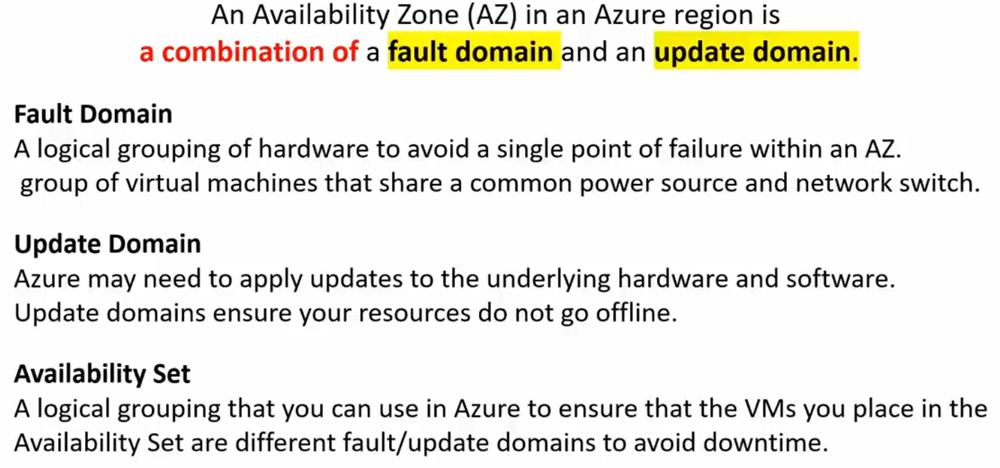 An Availability Zone (AZ) in an Azure region is
a combination of a fault domain and an update domain.
Fault Domain
A logical grouping of hardware to avoid a single point of failure within an AZ.
group of virtual machines that share a common power source and network switch.
Update Domain
Azure may need to apply updates to the underlying hardware and software.
Update domains ensure your resources do not go offline.
Availability Set
A logical grouping that you can use in Azure to ensure that the VMs you place in the
Availability Set are different fault/update domains to avoid downtime.